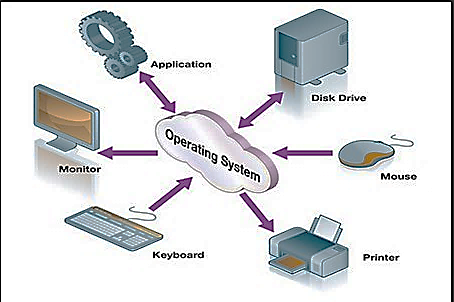 Application
Disk Drive
Operating System
Monitor
Mouse
Keyboard
Printer